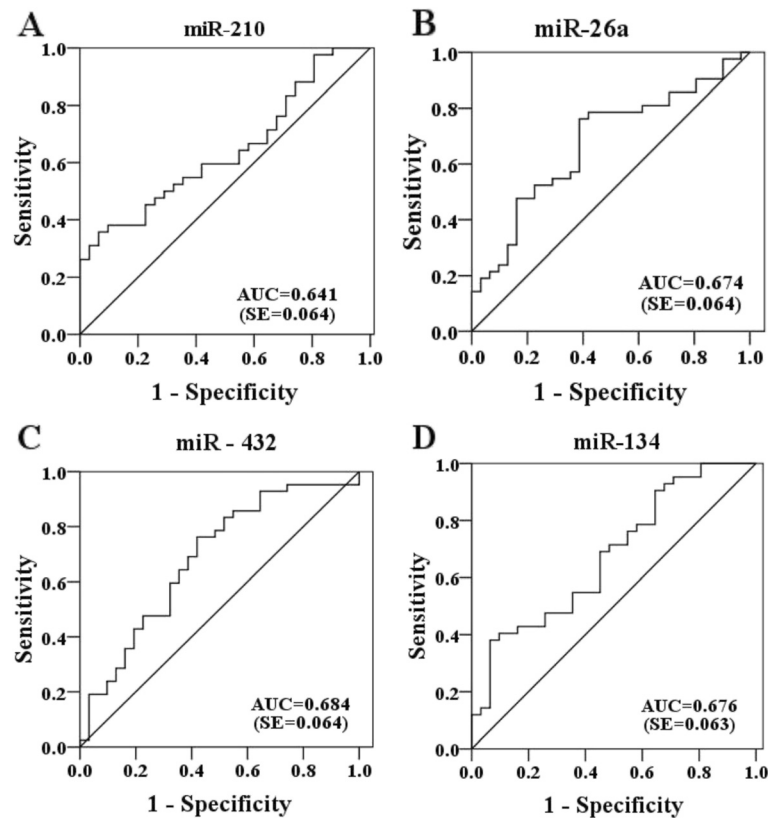 A
miR-210
1.0
0.8
0.6
0.4
0.2
0.0
Sensitivity
AUC=0.641
(SE=0.064)
0.0 0.2 0.4 0.6 0.8 1.0
1 - Specificity
B
miR-26a
1.0
0.8
0.6
0.4
0.2
0.0
Sensitivity
AUC=0.674
(SE=0.064)
0.0 0.2 0.4 0.6 0.8 1.0
1 - Specificity
C
miR - 432
1.0
0.8
0.6
0.4
0.2
0.0
Sensitivity
AUC=0.684
(SE=0.064)
0.0 0.2 0.4 0.6 0.8 1.0
1 - Specificity
D
miR-134
1.0
0.8
0.6
0.4
0.2
0.0
Sensitivity
AUC=0.676
(SE=0.063)
0.0 0.2 0.4 0.6 0.8 1.0
1 - Specificity